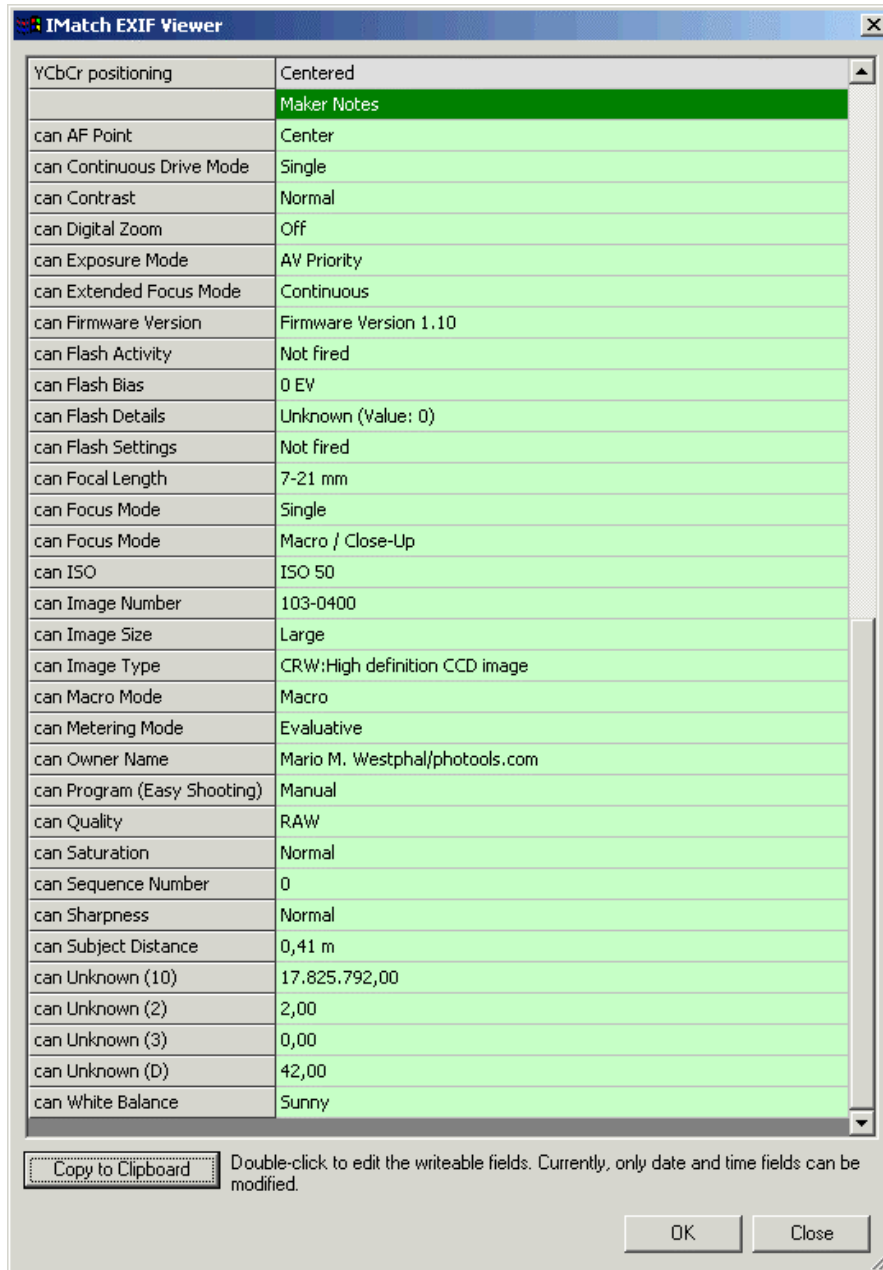 IMatch EXIF Viewer
YCbCr positioning Centered
Maker Notes
can AF Point Center
can Continuous Drive Mode Single
can Contrast Normal
can Digital Zoom Off
can Exposure Mode AV Priority
can Extended Focus Mode Continuous
can Firmware Version Firmware Version 1.10
can Flash Activity Not fired
can Flash Bias 0 EV
can Flash Details Unknown (Value: 0)
can Flash Settings Not fired
can Focal Length 7-21 mm
can Focus Mode Single
can Focus Mode Macro / Close-Up
can ISO ISO 50
can Image Number 103-0400
can Image Size Large
can Image Type CRW:High definition CCD image
can Macro Mode Macro
can Metering Mode Evaluative
can Owner Name Mario M. Westphal/photools.com
can Program (Easy Shooting) Manual
can Quality RAW
can Saturation Normal
can Sequence Number 0
can Sharpness Normal
can Subject Distance 0,41 m
can Unknown (10) 17.825.792,00
can Unknown (2) 2,00
can Unknown (3) 0,00
can Unknown (D) 42,00
can White Balance Sunny
Copy to Clipboard
Double-click to edit the writeable fields. Currently, only date and time fields can be
modified.
OK Close